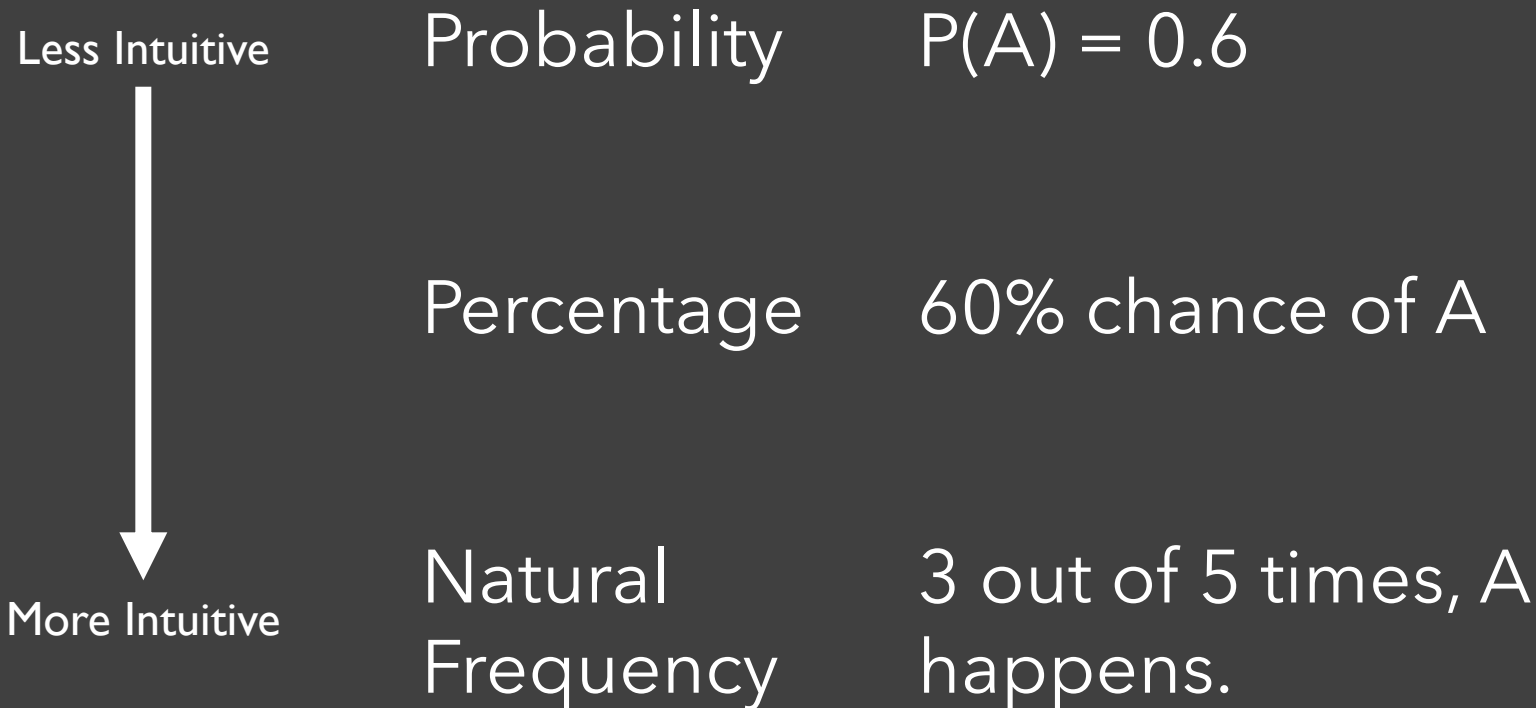 Less Intuitive Probability P(A) = 0.6
Percentage 60% chance of A
More Intuitive Natural 3 out of 5 times, A
Frequency happens.